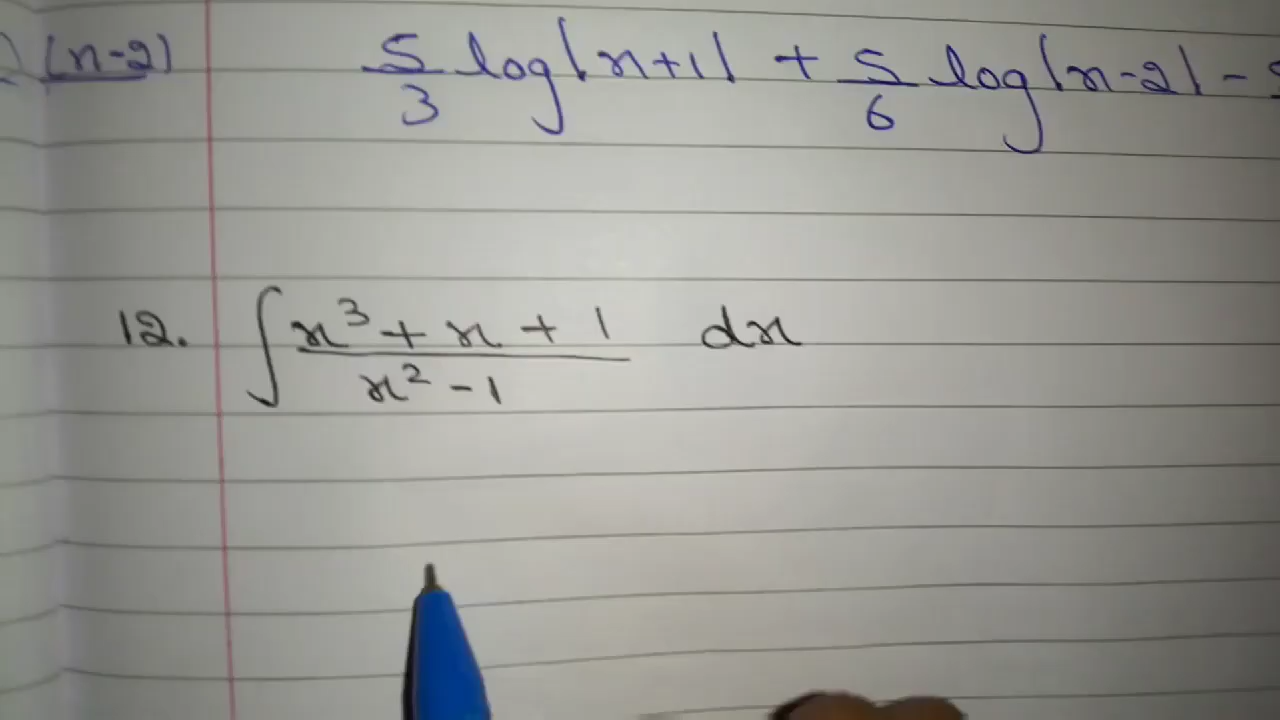 (x-2) 5/3 log|x+1| + 5/6 log|x-2| -
12. ∫ x³ + x + 1 / x² - 1 dx